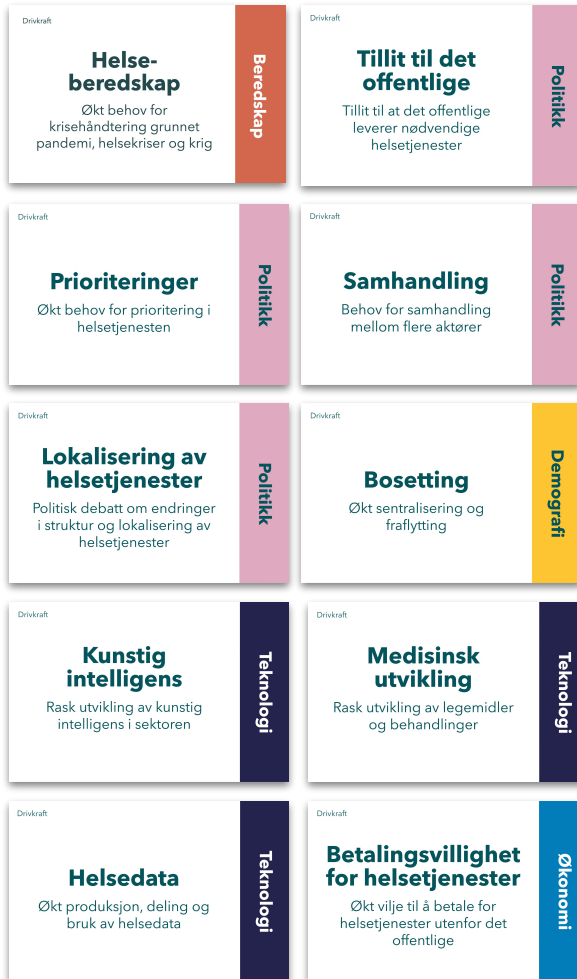 Drivkraft
Helse-
beredskap
Økt behov for
krisehåndtering grunnet
pandemi, helsekriser og krig
Beredskap
Drivkraft
Tillit til det
offentlige
Tillit til at det offentlige
leverer nødvendige
helsetjenester
Politikk
Drivkraft
Prioriteringer
Økt behov for prioritering i
helsetjenesten
Politikk
Drivkraft
Samhandling
Behov for samhandling
mellom flere aktører
Politikk
Drivkraft
Lokalisering av
helsetjenester
Politisk debatt om endringer
i struktur og lokalisering av
helsetjenester
Politikk
Drivkraft
Bosetting
Økt sentralisering og
fraflytting
Demografi
Drivkraft
Kunstig
intelligens
Rask utvikling av kunstig
intelligens i sektoren
Teknologi
Drivkraft
Medisinsk
utvikling
Rask utvikling av legemidler
og behandlinger
Teknologi
Drivkraft
Helsedata
Økt produksjon, deling og
bruk av helsedata
Teknologi
Drivkraft
Betalingsvillighet
for helsetjenester
Økt vilje til å betale for
helsetjenester utenfor det
offentlige
Økonomi